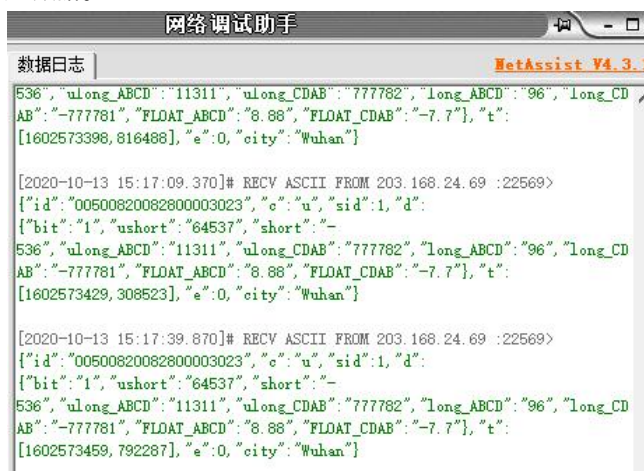 网络调试助手
数据日志
NetAssist V4.3.
536", "ulong_ABCD":"11311", "ulong_CDAB":"777782", "long_ABCD":"96", "long_CD
AB":"-777781", "FLOAT_ABCD":"8.88", "FLOAT_CDAB":"-7.7"}, "t":
[1602573398,816488], "e":0, "city":"Wuhan"}
[2020-10-13 15:17:09.370]# RECV ASCII FROM 203.168.24.69 :22569>
{"id":"00500820082800003023", "c":"u", "sid":1, "d":
{"bit":"1", "ushort":"64537", "short":"-
536", "ulong_ABCD":"11311", "ulong_CDAB":"777782", "long_ABCD":"96", "long_CD
AB":"-777781", "FLOAT_ABCD":"8.88", "FLOAT_CDAB":"-7.7"}, "t":
[1602573429,308523], "e":0, "city":"Wuhan"}
[2020-10-13 15:17:39.870]# RECV ASCII FROM 203.168.24.69 :22569>
{"id":"00500820082800003023", "c":"u", "sid":1, "d":
{"bit":"1", "ushort":"64537", "short":"-
536", "ulong_ABCD":"11311", "ulong_CDAB":"777782", "long_ABCD":"96", "long_CD
AB":"-777781", "FLOAT_ABCD":"8.88", "FLOAT_CDAB":"-7.7"}, "t":
[1602573459,792287], "e":0, "city":"Wuhan"}